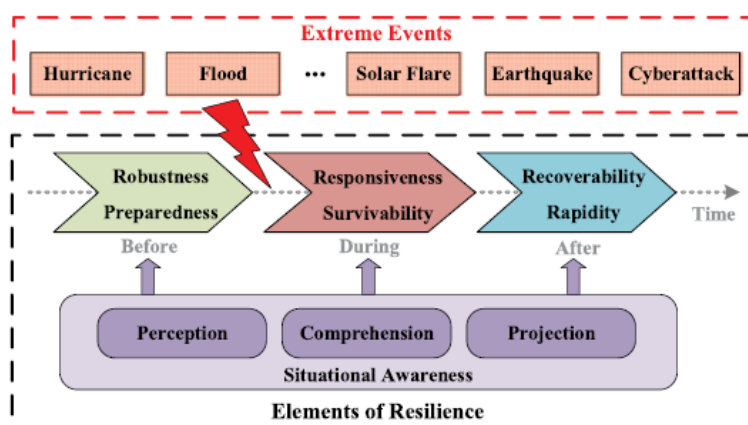 Extreme Events
Hurricane Flood ... Solar Flare Earthquake Cyberattack
Robustness Responsiveness Recoverability
Preparedness Survivability Rapidity Time
Before During After
Perception Comprehension Projection
Situational Awareness
Elements of Resilience